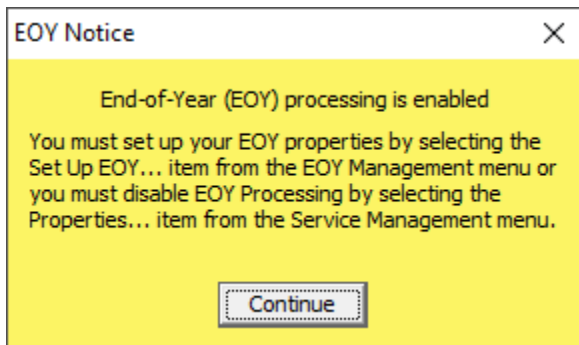 EOY Notice
End-of-Year (EOY) processing is enabled
You must set up your EOY properties by selecting the
Set Up EOY... item from the EOY Management menu or
you must disable EOY Processing by selecting the
Properties... item from the Service Management menu.
Continue